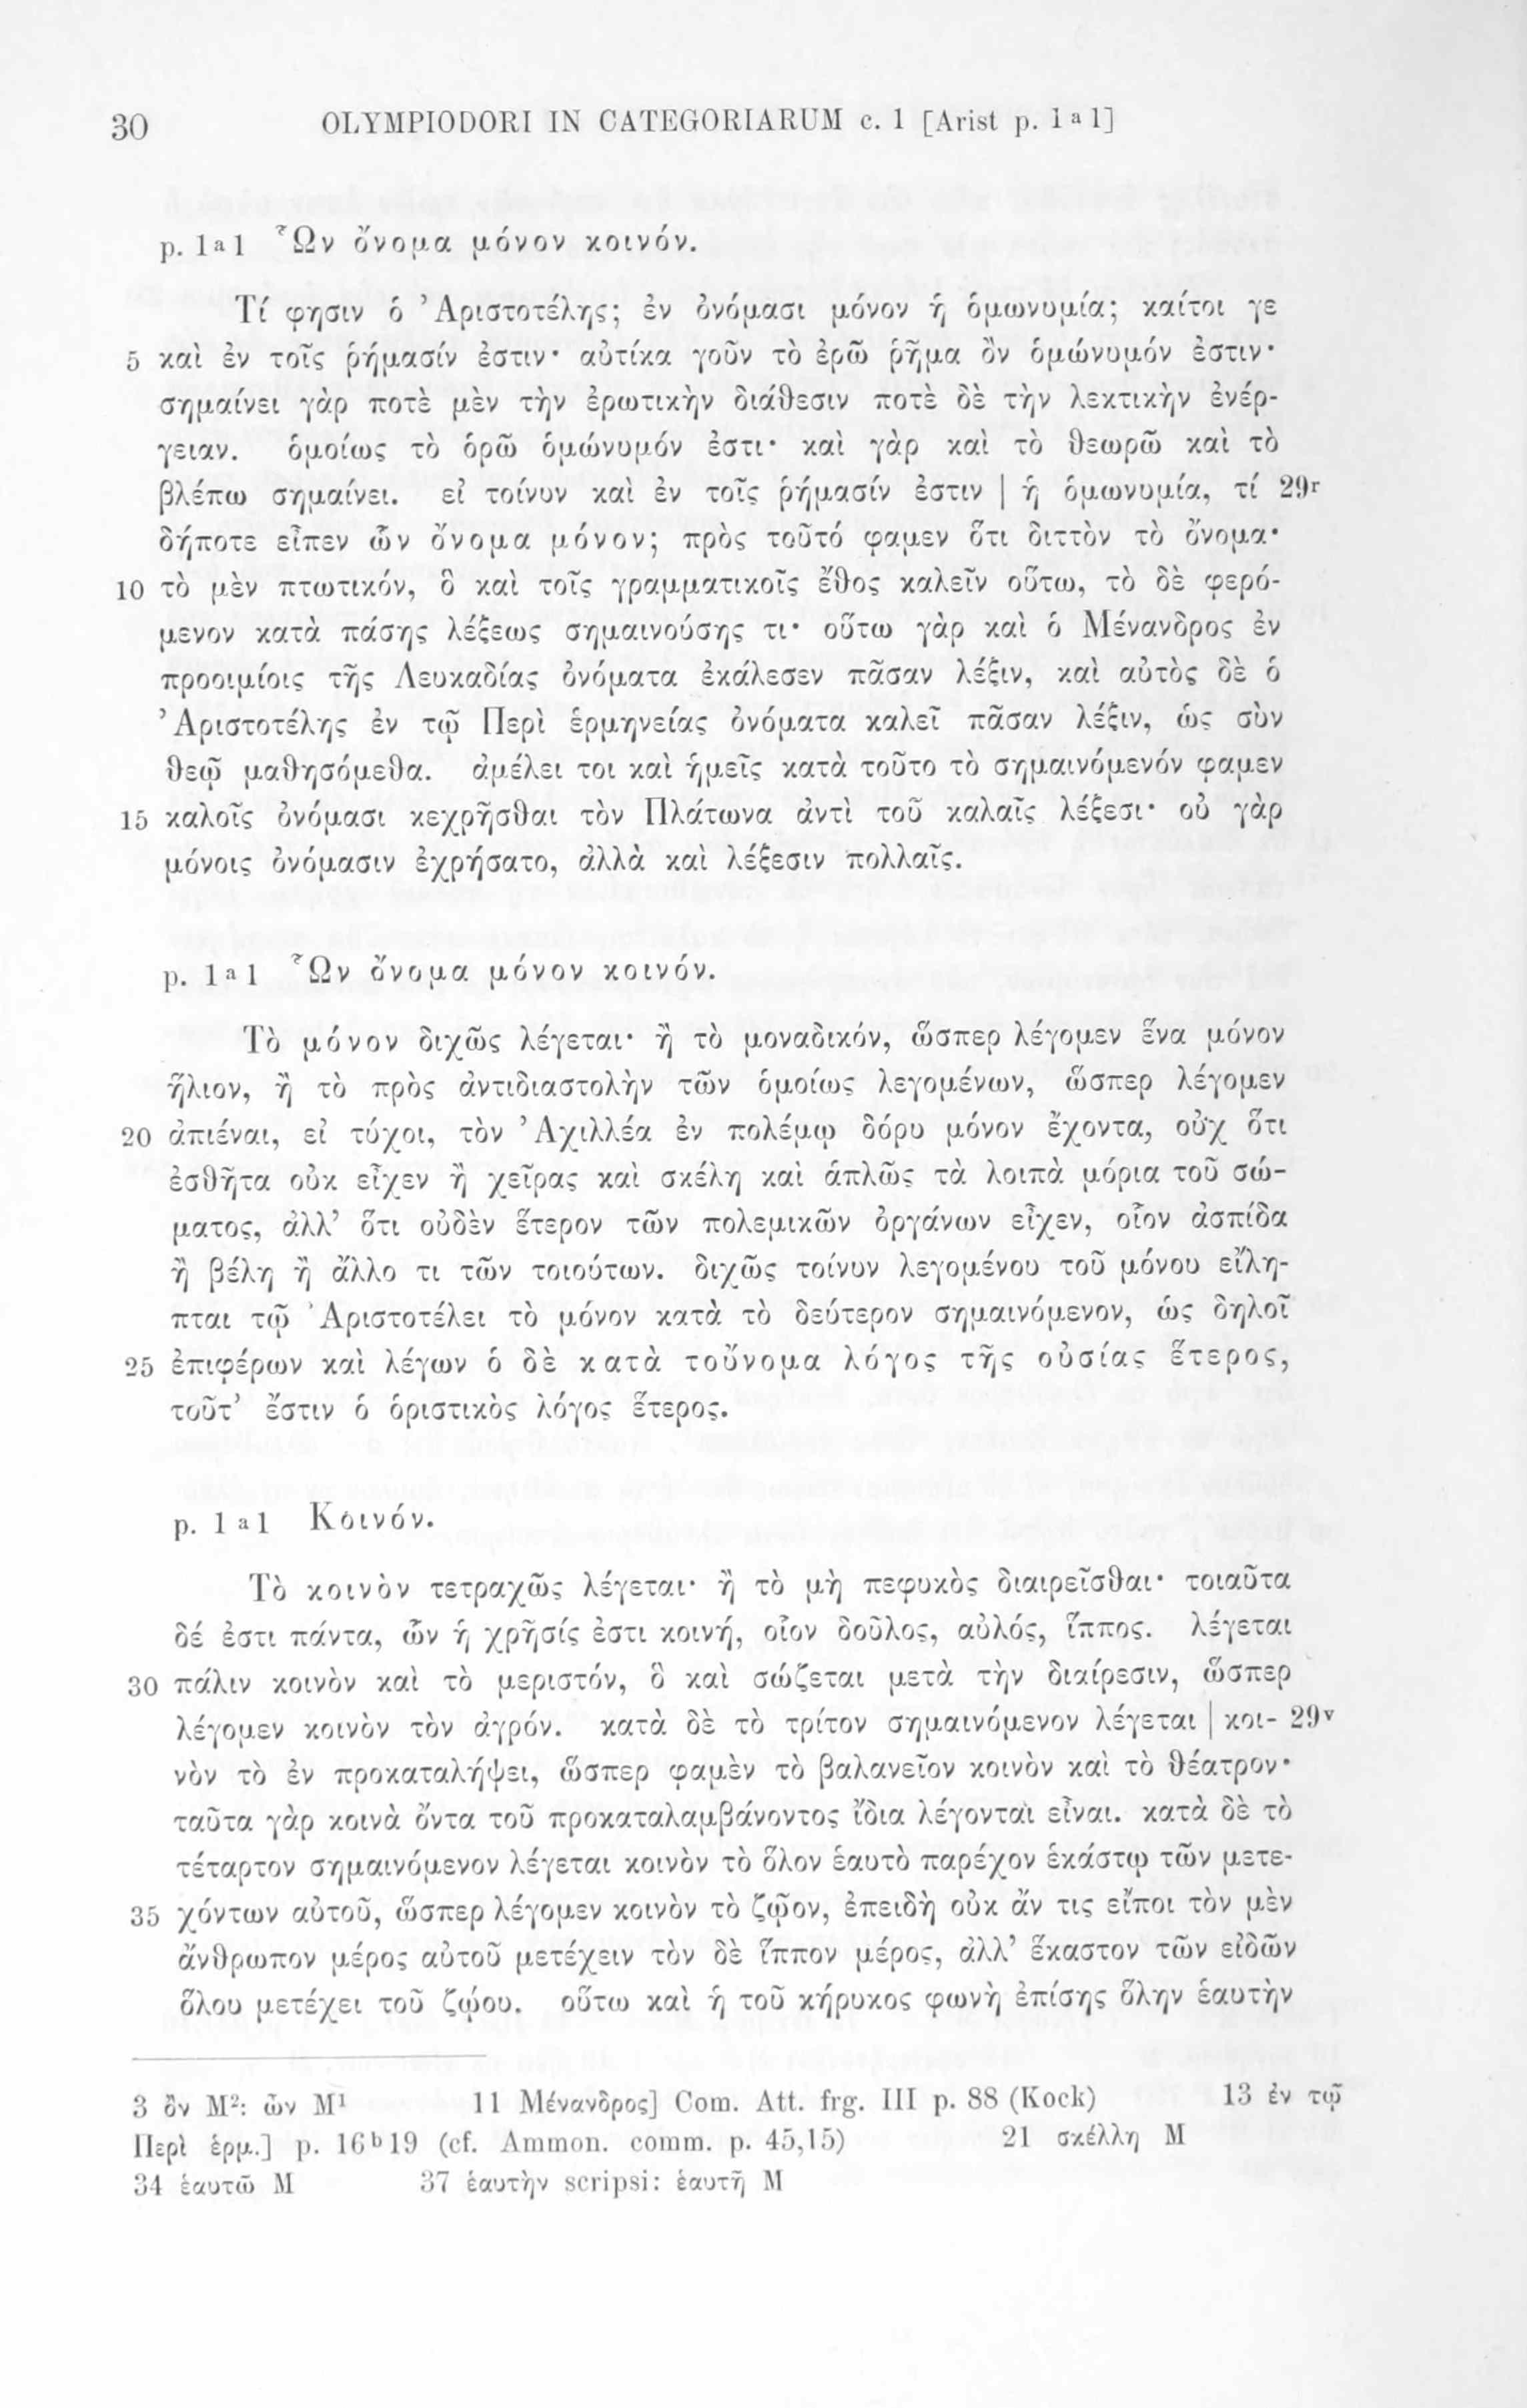 30 OLYMPIODORI IN CATEGORIARUM c. 1 [Arist p. 1ᵃ1]
p. 1ᵃ1 Ὧν ὄνομα μόνον κοινόν.
Τί φησιν ὁ Ἀριστοτέλης; ἐν ὀνόμασι μόνον ἡ ὁμωνυμία; καίτοι γε
5 καὶ ἐν τοῖς ῥήμασίν ἐστιν· αὐτίκα γοῦν τὸ ἐρῶ ῥῆμα ὂν ὁμώνυμόν ἐστιν·
σημαίνει γὰρ ποτὲ μὲν τὴν ἐρωτικὴν διάθεσιν ποτὲ δὲ τὴν λεκτικὴν ἐνέρ-
γειαν. ὁμοίως τὸ ὁρῶ ὁμώνυμόν ἐστι· καὶ γὰρ καὶ τὸ θεωρῶ καὶ τὸ
βλέπω σημαίνει. εἰ τοίνυν καὶ ἐν τοῖς ῥήμασίν ἐστιν | ἡ ὁμωνυμία, τί 29ʳ
δήποτε εἶπεν ὧν ὄνομα μόνον; πρὸς τοῦτό φαμεν ὅτι διττὸν τὸ ὄνομα·
10 τὸ μὲν πτωτικόν, ὃ καὶ τοῖς γραμματικοῖς ἔθος καλεῖν οὕτω, τὸ δὲ φερό-
μενον κατὰ πάσης λέξεως σημαινούσης τι· οὕτω γὰρ καὶ ὁ Μένανδρος ἐν
προοιμίοις τῆς Λευκαδίας ὀνόματα ἐκάλεσεν πᾶσαν λέξιν, καὶ αὐτὸς δὲ ὁ
Ἀριστοτέλης ἐν τῷ Περὶ ἑρμηνείας ὀνόματα καλεῖ πᾶσαν λέξιν, ὡς σὺν
θεῷ μαθησόμεθα. ἀμέλει τοι καὶ ἡμεῖς κατὰ τοῦτο τὸ σημαινόμενόν φαμεν
15 καλοῖς ὀνόμασι κεχρῆσθαι τὸν Πλάτωνα ἀντὶ τοῦ καλαῖς λέξεσι· οὐ γὰρ
μόνοις ὀνόμασιν ἐχρήσατο, ἀλλὰ καὶ λέξεσιν πολλαῖς.
p. 1ᵃ1 Ὧν ὄνομα μόνον κοινόν.
Τὸ μόνον διχῶς λέγεται· ἢ τὸ μοναδικόν, ὥσπερ λέγομεν ἕνα μόνον
ἥλιον, ἢ τὸ πρὸς ἀντιδιαστολὴν τῶν ὁμοίως λεγομένων, ὥσπερ λέγομεν
20 ἀπιέναι, εἰ τύχοι, τὸν Ἀχιλλέα ἐν πολέμῳ δόρυ μόνον ἔχοντα, οὐχ ὅτι
ἐσθῆτα οὐκ εἶχεν ἢ χεῖρας καὶ σκέλη καὶ ἁπλῶς τὰ λοιπὰ μόρια τοῦ σώ-
ματος, ἀλλ’ ὅτι οὐδὲν ἕτερον τῶν πολεμικῶν ὀργάνων εἶχεν, οἷον ἀσπίδα
ἢ βέλη ἢ ἄλλο τι τῶν τοιούτων. διχῶς τοίνυν λεγομένου τοῦ μόνου εἴλη-
πται τῷ Ἀριστοτέλει τὸ μόνον κατὰ τὸ δεύτερον σημαινόμενον, ὡς δηλοῖ
25 ἐπιφέρων καὶ λέγων ὁ δὲ κατὰ τοὔνομα λόγος τῆς οὐσίας ἕτερος,
τοῦτ’ ἔστιν ὁ ὁριστικὸς λόγος ἕτερος.
p. 1ᵃ1 Κοινόν.
Τὸ κοινὸν τετραχῶς λέγεται· ἢ τὸ μὴ πεφυκὸς διαιρεῖσθαι· τοιαῦτα
δέ ἐστι πάντα, ὧν ἡ χρῆσίς ἐστι κοινή, οἷον δοῦλος, αὐλός, ἵππος. λέγεται
30 πάλιν κοινὸν καὶ τὸ μεριστόν, ὃ καὶ σώζεται μετὰ τὴν διαίρεσιν, ὥσπερ
λέγομεν κοινὸν τὸν ἀγρόν. κατὰ δὲ τὸ τρίτον σημαινόμενον λέγεται | κοι- 29ᵛ
νὸν τὸ ἐν προκαταλήψει, ὥσπερ φαμὲν τὸ βαλανεῖον κοινὸν καὶ τὸ θέατρον·
ταῦτα γὰρ κοινὰ ὄντα τοῦ προκαταλαμβάνοντος ἴδια λέγονται εἶναι. κατὰ δὲ τὸ
τέταρτον σημαινόμενον λέγεται κοινὸν τὸ ὅλον ἑαυτὸ παρέχον ἑκάστῳ τῶν μετε-
35 χόντων αὐτοῦ, ὥσπερ λέγομεν κοινὸν τὸ ζῷον, ἐπειδὴ οὐκ ἄν τις εἴποι τὸν μὲν
ἄνθρωπον μέρος αὐτοῦ μετέχειν τὸν δὲ ἵππον μέρος, ἀλλ’ ἕκαστον τῶν εἰδῶν
ὅλου μετέχει τοῦ ζῴου. οὕτω καὶ ἡ τοῦ κήρυκος φωνὴ ἐπίσης ὅλην ἑαυτὴν
3 ὂν M²: ὧν M¹ 11 Μένανδρος] Com. Att. frg. III p. 88 (Kock) 13 ἐν τῷ
Περὶ ἑρμ.] p. 16ᵇ19 (cf. Ammon. comm. p. 45,15) 21 σκέλλη M
34 ἑαυτῶ M 37 ἑαυτὴν scripsi: ἑαυτῆ M